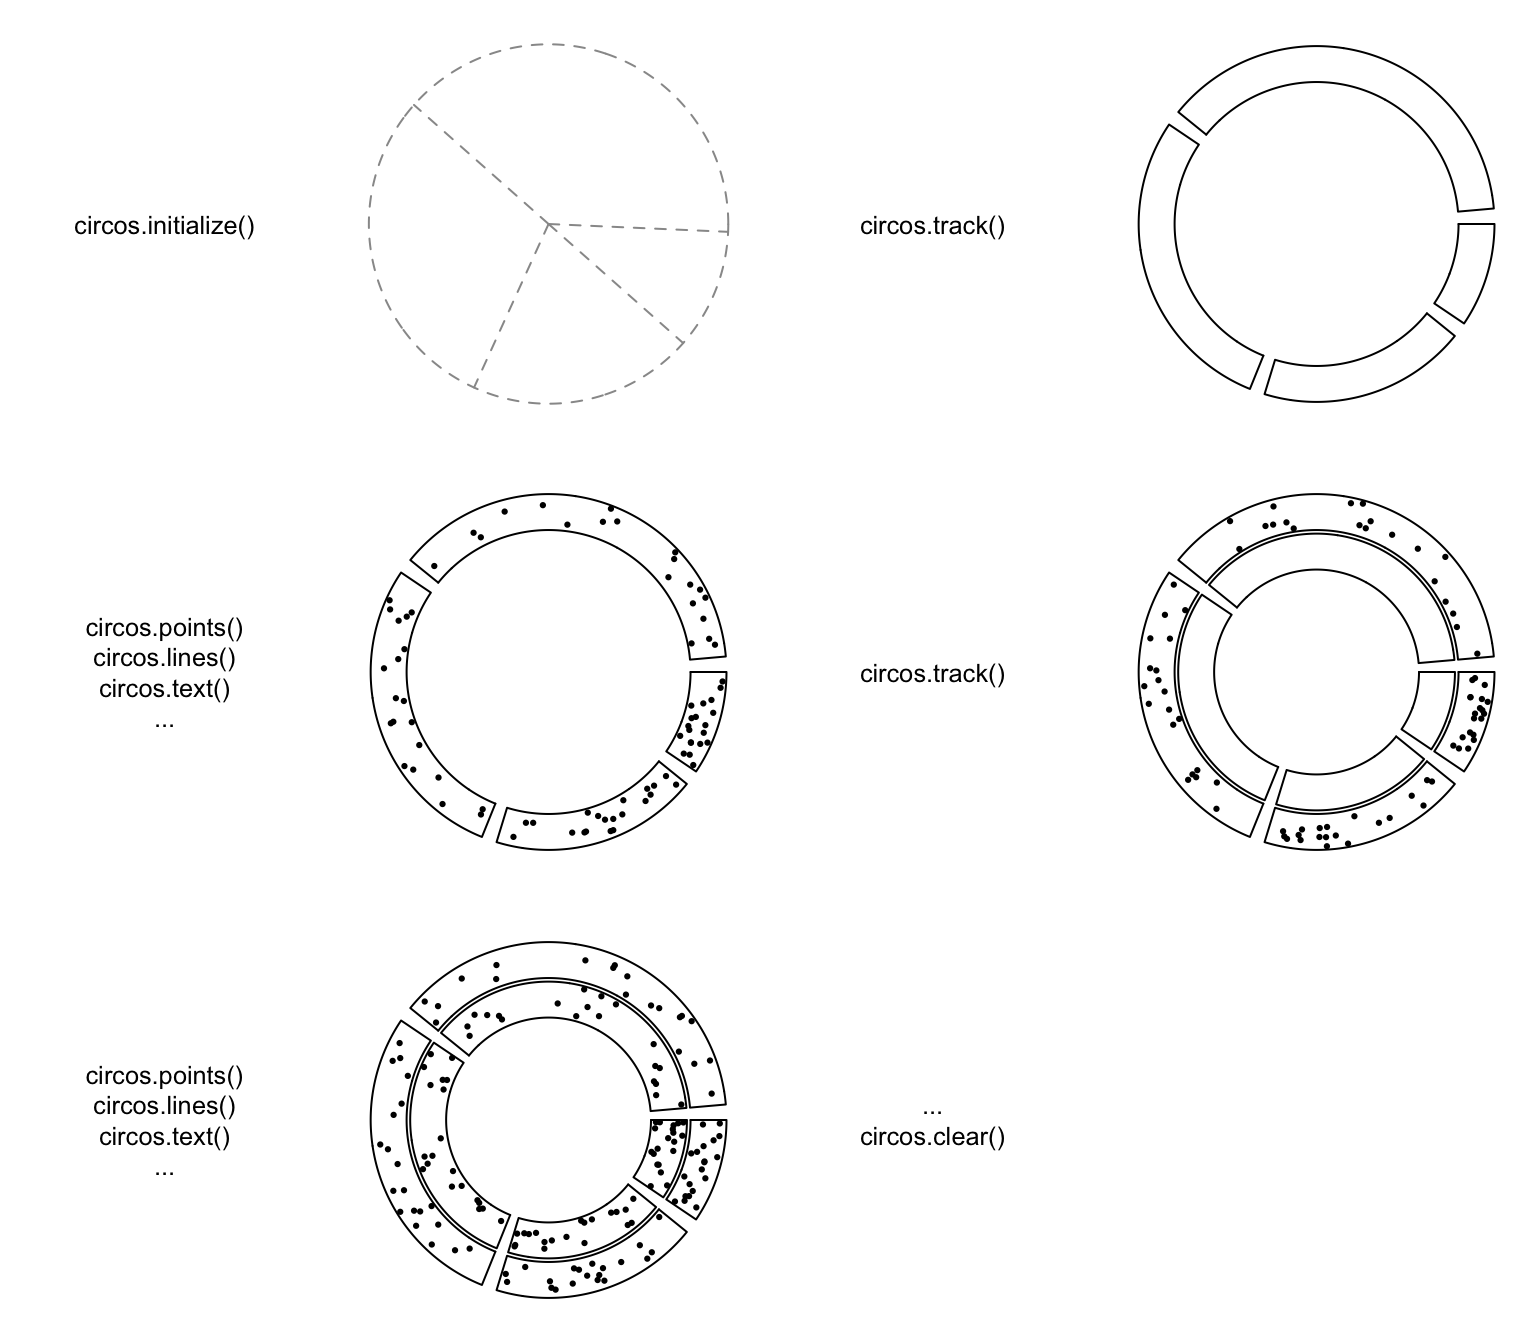 circos.initialize()
circos.track()
circos.points()
circos.lines()
circos.text()
...
circos.track()
circos.points()
circos.lines()
circos.text()
...
...
circos.clear()